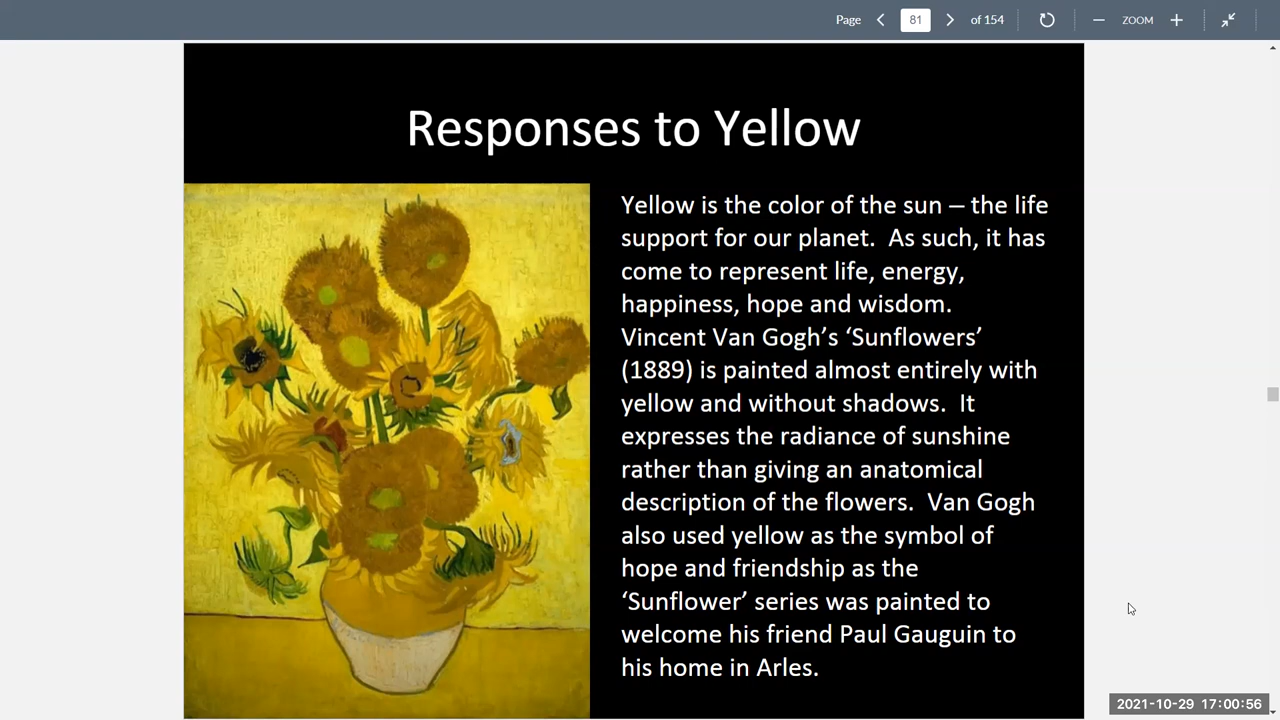 Page 81 of 154 ZOOM
Responses to Yellow
Yellow is the color of the sun – the life
support for our planet.  As such, it has
come to represent life, energy,
happiness, hope and wisdom.
Vincent Van Gogh’s ‘Sunflowers’
(1889) is painted almost entirely with
yellow and without shadows.  It
expresses the radiance of sunshine
rather than giving an anatomical
description of the flowers.  Van Gogh
also used yellow as the symbol of
hope and friendship as the
‘Sunflower’ series was painted to
welcome his friend Paul Gauguin to
his home in Arles.
2021-10-29 17:00:56